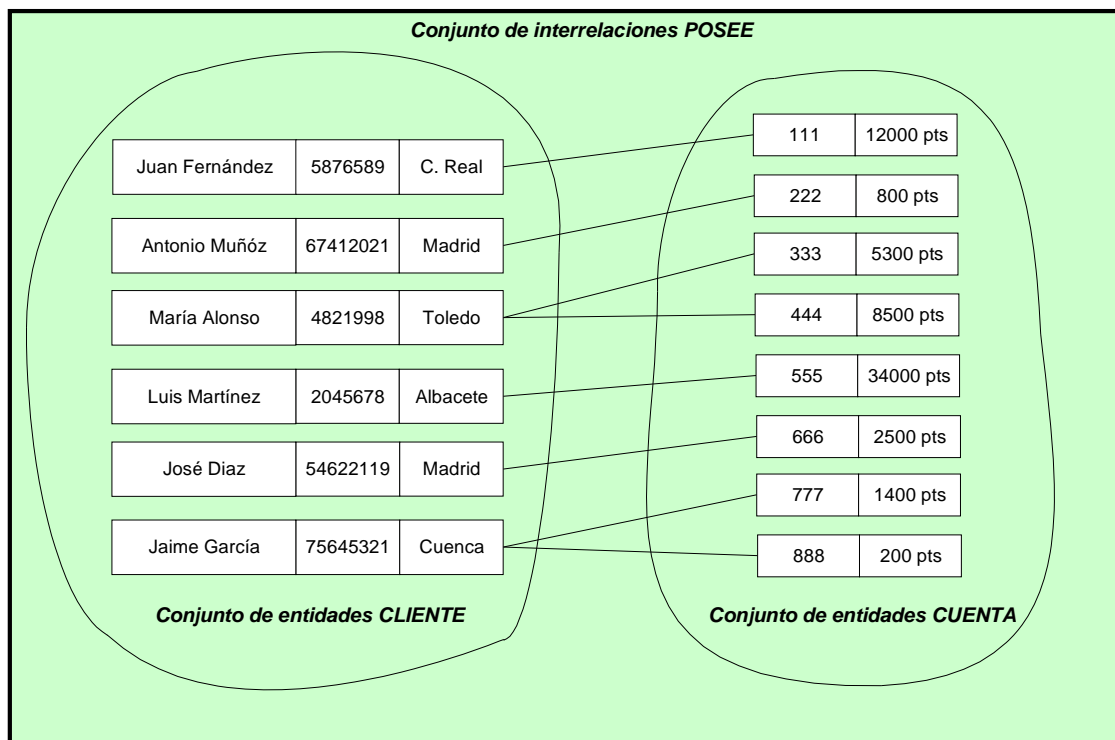 Conjunto de interrelaciones POSEE
Juan Fernández 5876589 C. Real
Antonio Muñóz 67412021 Madrid
María Alonso 4821998 Toledo
Luis Martínez 2045678 Albacete
José Diaz 54622119 Madrid
Jaime García 75645321 Cuenca
Conjunto de entidades CLIENTE
111 12000 pts
222 800 pts
333 5300 pts
444 8500 pts
555 34000 pts
666 2500 pts
777 1400 pts
888 200 pts
Conjunto de entidades CUENTA